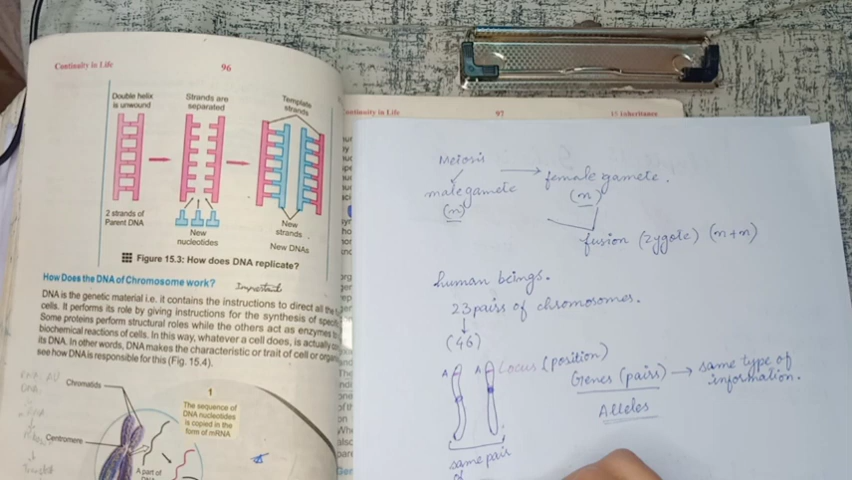 Continuity in Life
96
Double helix
is unwound
Strands are
separated
Template
strands
2 strands of
Parent DNA
New
nucleotides
New
strands
New DNAs
Figure 15.3: How does DNA replicate?
How Does the DNA of Chromosome work?
Important
DNA is the genetic material i.e. it contains the instructions to direct all the
cells. It performs its role by giving instructions for the synthesis of
Some proteins perform structural roles while the others act as enzymes
biochemical reactions of cells. In this way, whatever a cell does, is actually
its DNA. In other words, DNA makes the characteristic or trait of cell or
see how DNA is responsible for this (Fig. 15.4).
Chromatids
Centromere
1
The sequence of
DNA nucleotides
is copied in the
form of mRNA
A part of
97
Inheritance
Meiosis
male gamete
(n)
female gamete.
(n)
fusion (zygote) (n+n)
human beings.
23 pairs of chromosomes.
(46)
A A Locus (position)
Genes (pairs) → same type of
information.
Alleles
same pair
of